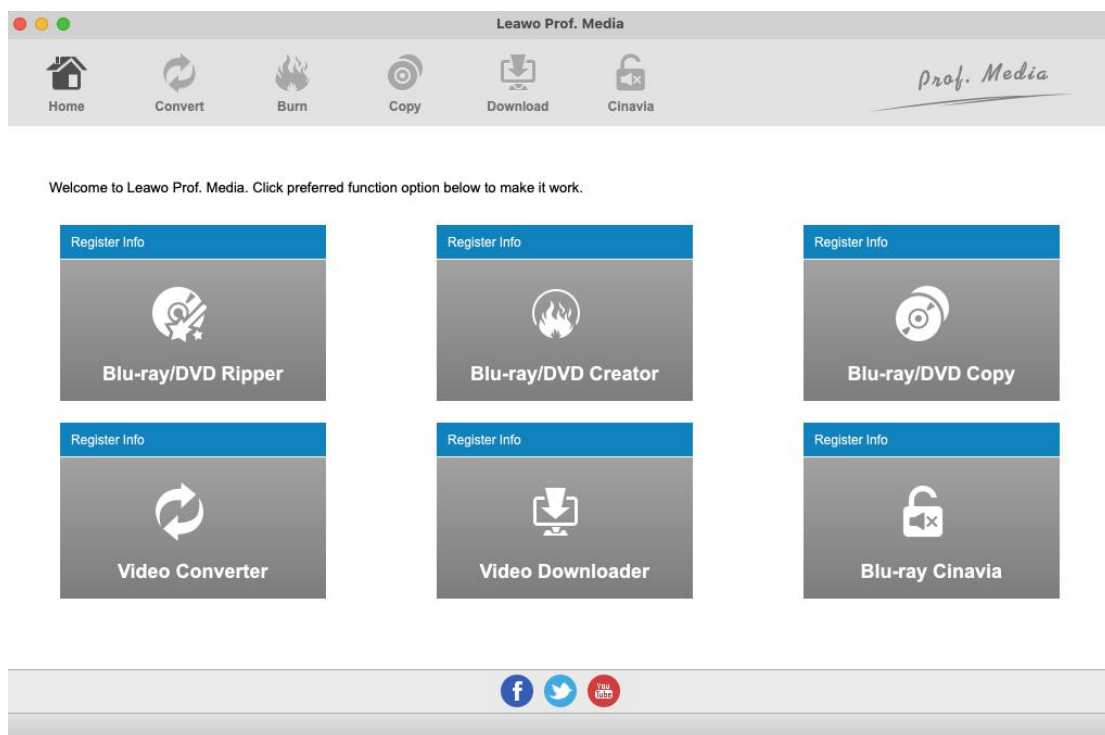 Leawo Prof. Media
Home Convert Burn Copy Download Cinavia
Prof. Media
Welcome to Leawo Prof. Media. Click preferred function option below to make it work.
Register Info
Blu-ray/DVD Ripper
Register Info
Blu-ray/DVD Creator
Register Info
Blu-ray/DVD Copy
Register Info
Video Converter
Register Info
Video Downloader
Register Info
Blu-ray Cinavia
You
Tube